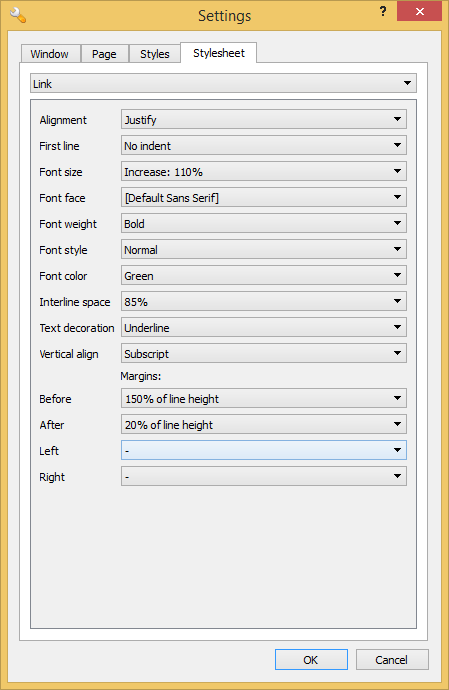 Settings
?
Window Page Styles Stylesheet
Link
Alignment Justify
First line No indent
Font size Increase: 110%
Font face [Default Sans Serif]
Font weight Bold
Font style Normal
Font color Green
Interline space 85%
Text decoration Underline
Vertical align Subscript
Margins:
Before 150% of line height
After 20% of line height
Left -
Right -
OK Cancel